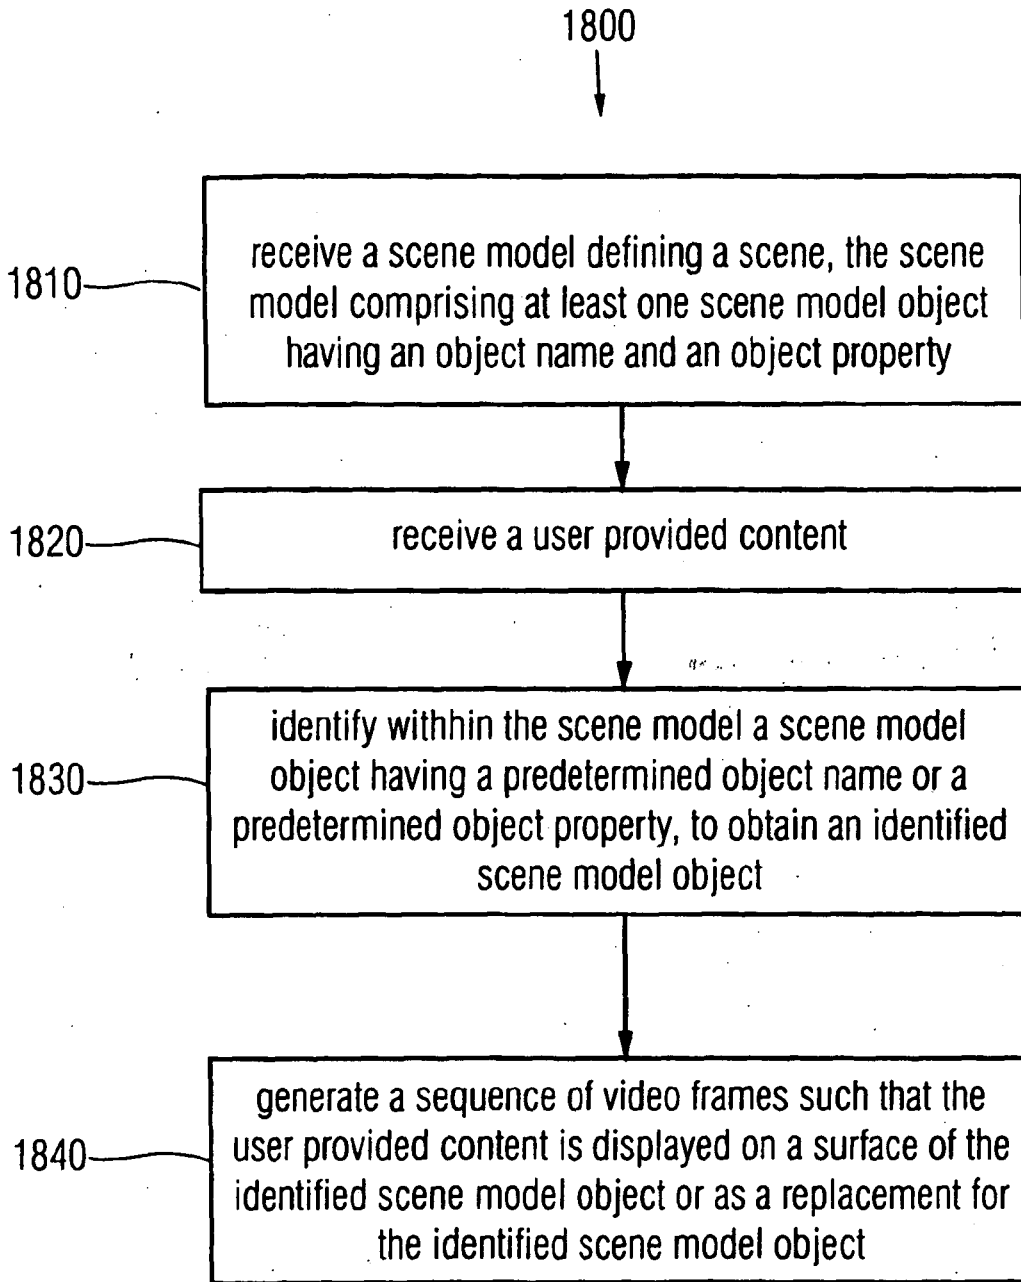 1800
1810
receive a scene model defining a scene, the scene
model comprising at least one scene model object
having an object name and an object property
1820
receive a user provided content
1830
identify withhin the scene model a scene model
object having a predetermined object name or a
predetermined object property, to obtain an identified
scene model object
1840
generate a sequence of video frames such that the
user provided content is displayed on a surface of the
identified scene model object or as a replacement for
the identified scene model object